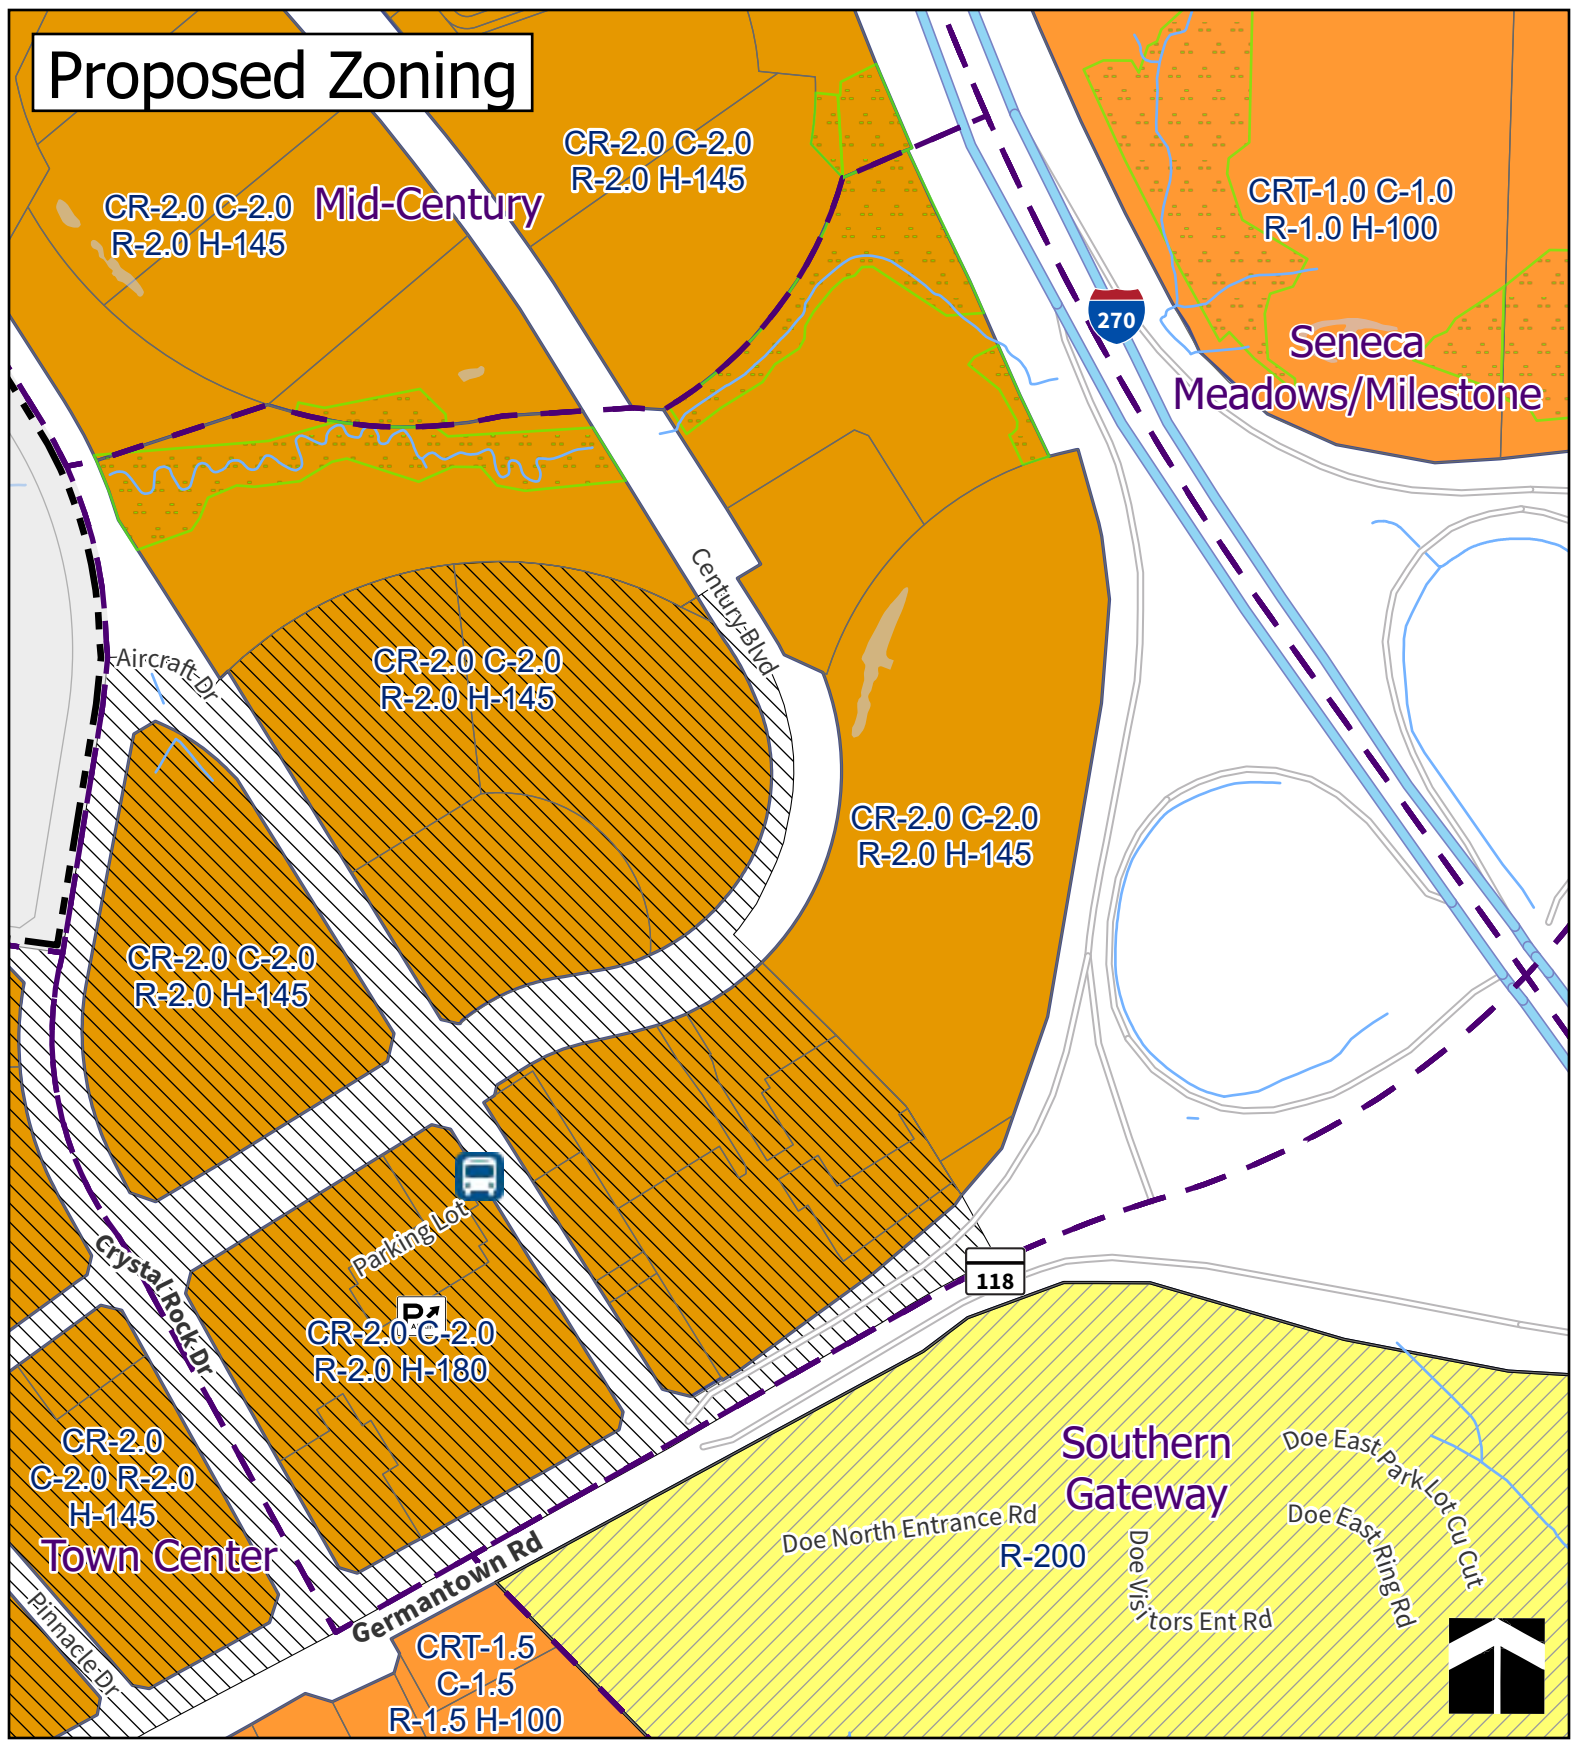 Proposed Zoning
CR-2.0 C-2.0
R-2.0 H-145
CRT-1.0 C-1.0
R-1.0 H-100
CR-2.0 C-2.0
R-2.0 H-145
Mid-Century
270
Seneca
Meadows/Milestone
Century Blvd
Aircraft Dr
CR-2.0 C-2.0
R-2.0 H-145
CR-2.0 C-2.0
R-2.0 H-145
CR-2.0 C-2.0
R-2.0 H-145
Parking Lot
118
Crystal Rock Dr
P
CR-2.0 C-2.0
R-2.0 H-180
CR-2.0
C-2.0 R-2.0
H-145
Town Center
Southern
Gateway
Doe East Park Lot Cu Cut
Doe North Entrance Rd
Doe East Ring Rd
R-200
Doe Visitors Ent Rd
Germantown Rd
Pinnacle Dr
CRT-1.5
C-1.5
R-1.5 H-100